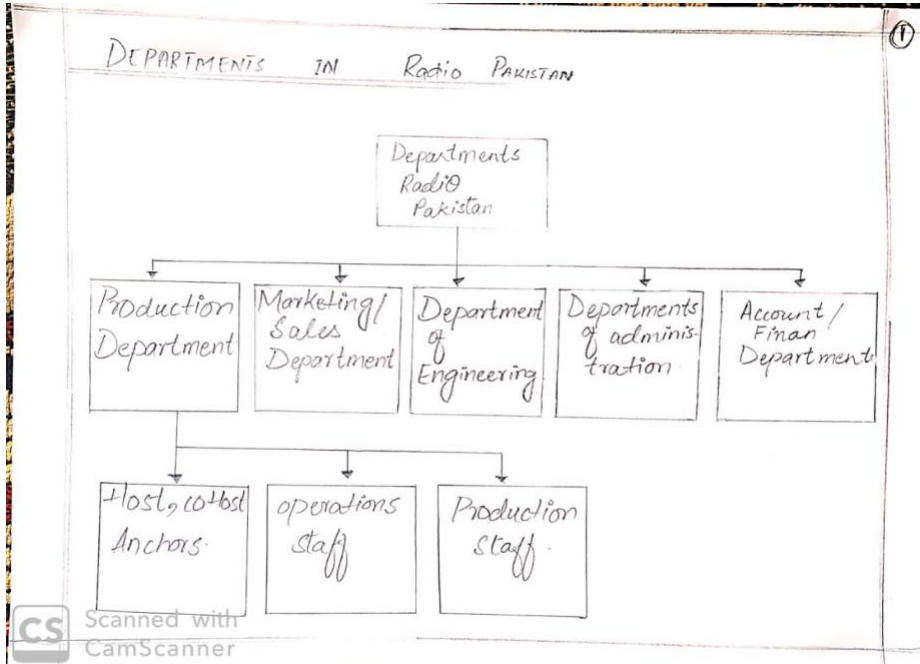 ①
DEPARTMENTS IN Radio PAKISTAN
Departments
Radio
Pakistan
Production
Department
Marketing/
Sales
Department
Department
of
Engineering
Departments
of adminis-
tration
Account/
Finan
Department
Host, co Host
Anchors.
operations
staff
Production
staff.
CS
Scanned with
CamScanner